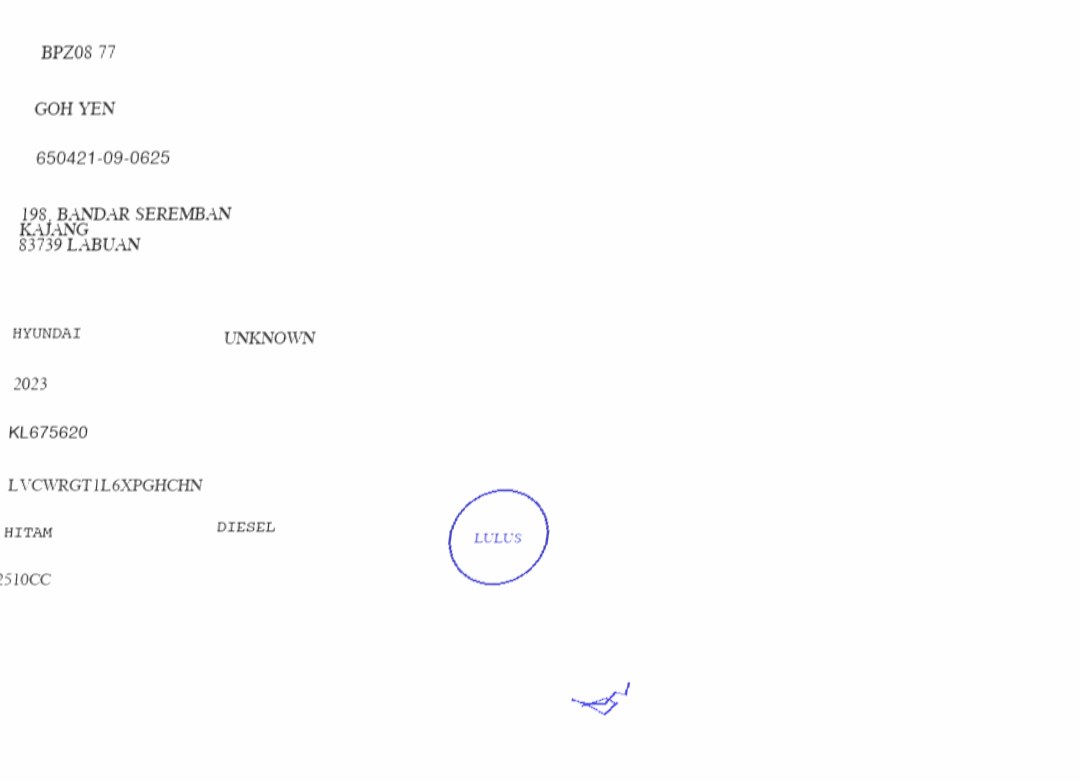 BPZ08 77
GOH YEN
650421-09-0625
198, BANDAR SEREMBAN
KAJANG
83739 LABUAN
HYUNDAI UNKNOWN
2023
KL675620
LVCWRGT1L6XPGHCHN
HITAM DIESEL
2510CC
LULUS